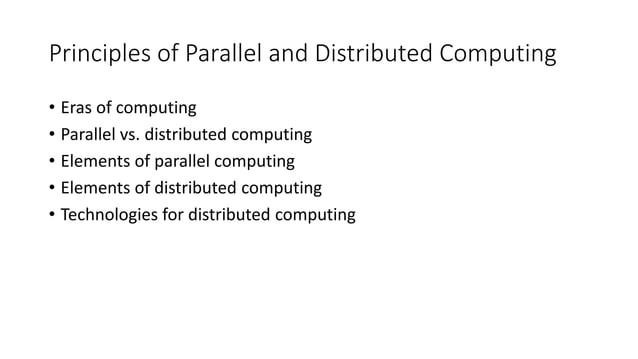 Principles of Parallel and Distributed Computing
• Eras of computing
• Parallel vs. distributed computing
• Elements of parallel computing
• Elements of distributed computing
• Technologies for distributed computing